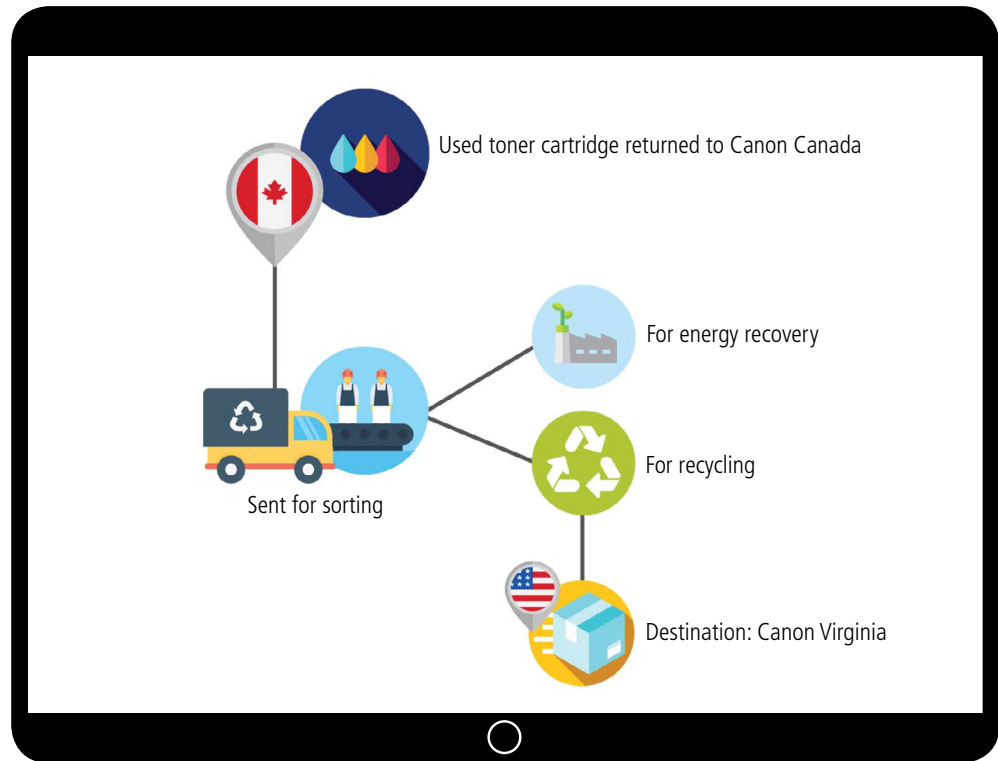 Used toner cartridge returned to Canon Canada
For energy recovery
For recycling
Sent for sorting
Destination: Canon Virginia